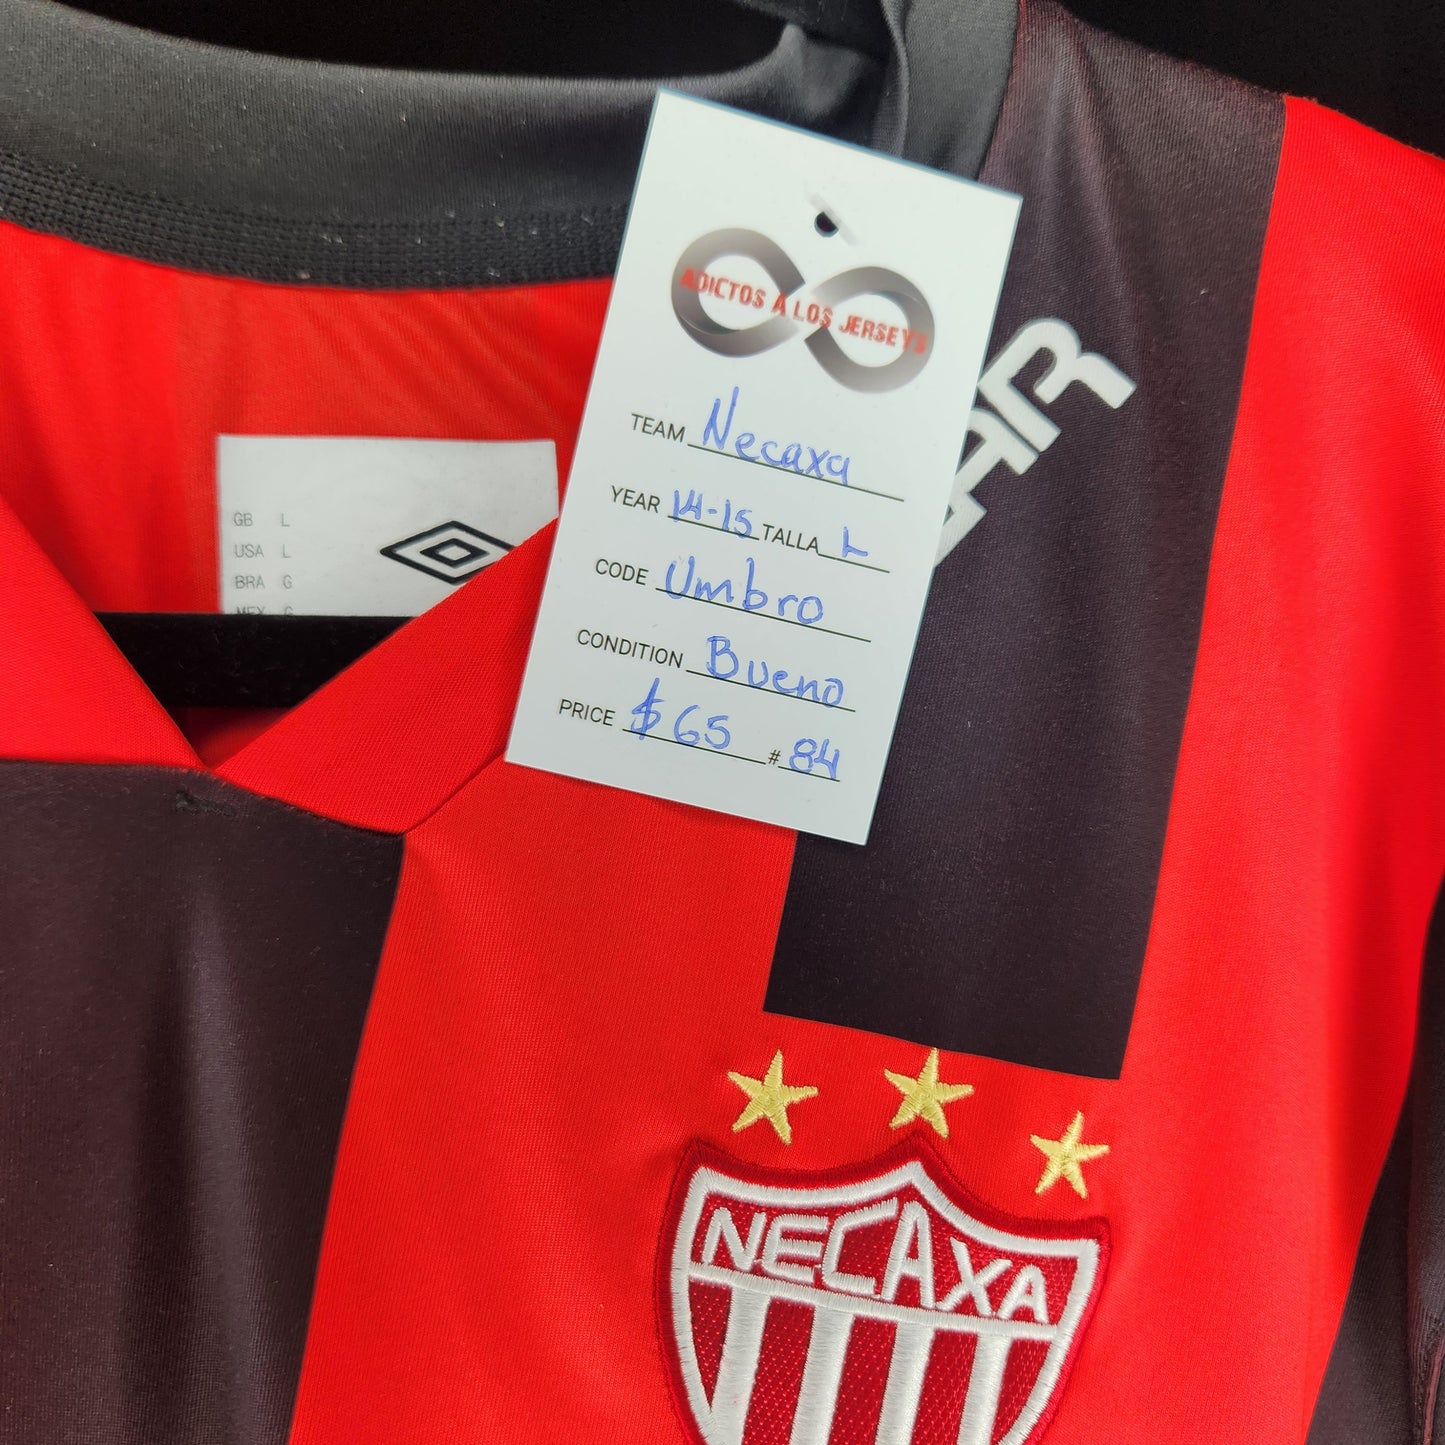 ADICTOS A LOS JERSEYS
TEAM Necaxa
YEAR 14-15 TALLA L
CODE Umbro
CONDITION Bueno
PRICE $65 #84
GB L
USA L
BRA G
MEX G
NECAXA